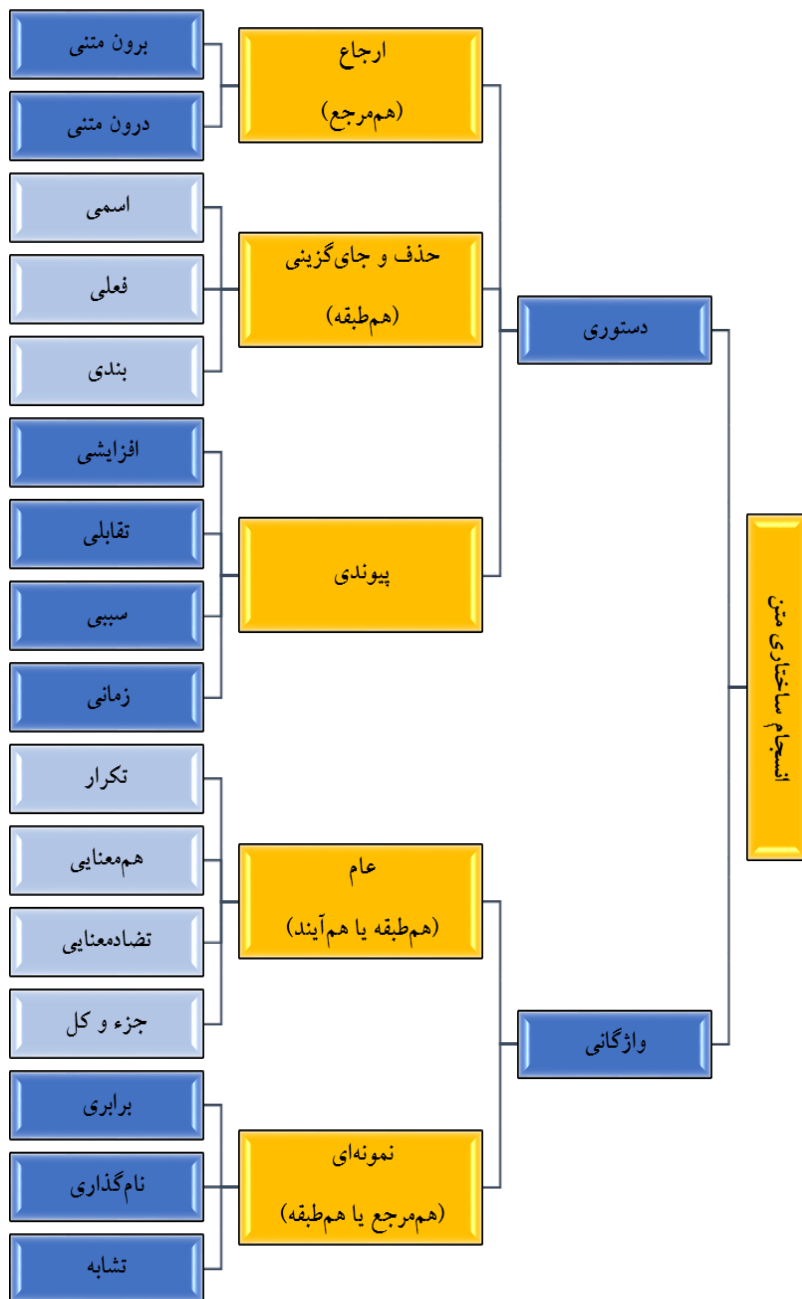 انسجام ساختاری متن
دستوری
ارجاع
(هم‌مرجع)
برون متنی
درون متنی
حذف و جای‌گزینی
(هم‌طبقه)
اسمی
فعلی
بندی
پیوندی
افزایشی
تقابلی
سببی
زمانی
واژگانی
عام
(هم‌طبقه یا هم‌آیند)
تکرار
هم‌معنایی
تضادمعنایی
جزء و کل
نمونه‌ای
(هم‌مرجع یا هم‌طبقه)
برابری
نام‌گذاری
تشابه